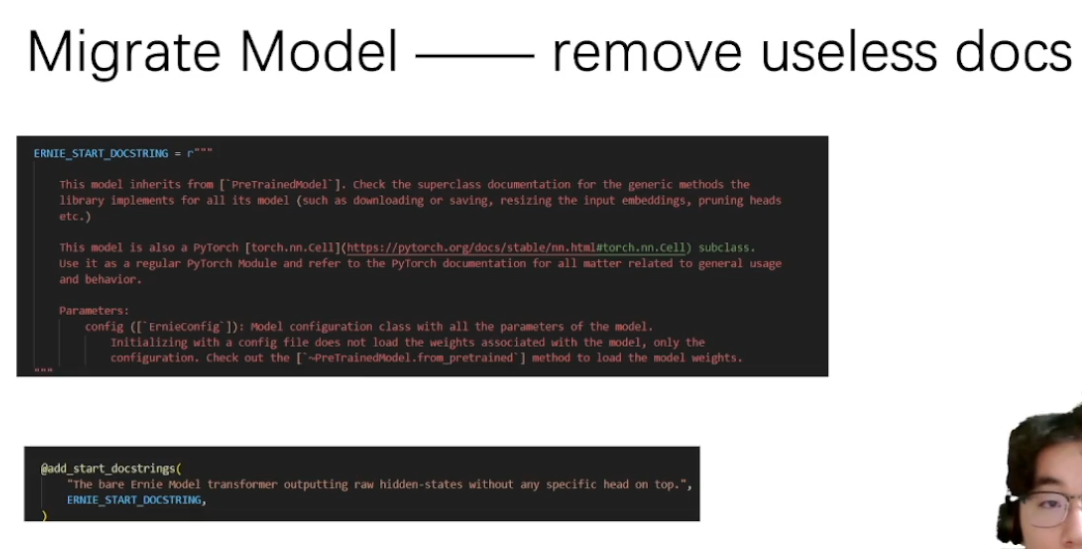 Migrate Model —— remove useless docs
ERNIE_START_DOCSTRING = r"""
This model inherits from [`PreTrainedModel`]. Check the superclass documentation for the generic methods the
library implements for all its model (such as downloading or saving, resizing the input embeddings, pruning heads
etc.)
This model is also a PyTorch [torch.nn.Cell](https://pytorch.org/docs/stable/nn.html#torch.nn.Cell) subclass.
Use it as a regular PyTorch Module and refer to the PyTorch documentation for all matter related to general usage
and behavior.
Parameters:
config ([`ErnieConfig`]): Model configuration class with all the parameters of the model.
Initializing with a config file does not load the weights associated with the model, only the
configuration. Check out the [`~PreTrainedModel.from_pretrained`] method to load the model weights.
"""
@add_start_docstrings(
"The bare Ernie Model transformer outputting raw hidden-states without any specific head on top.",
ERNIE_START_DOCSTRING,
)